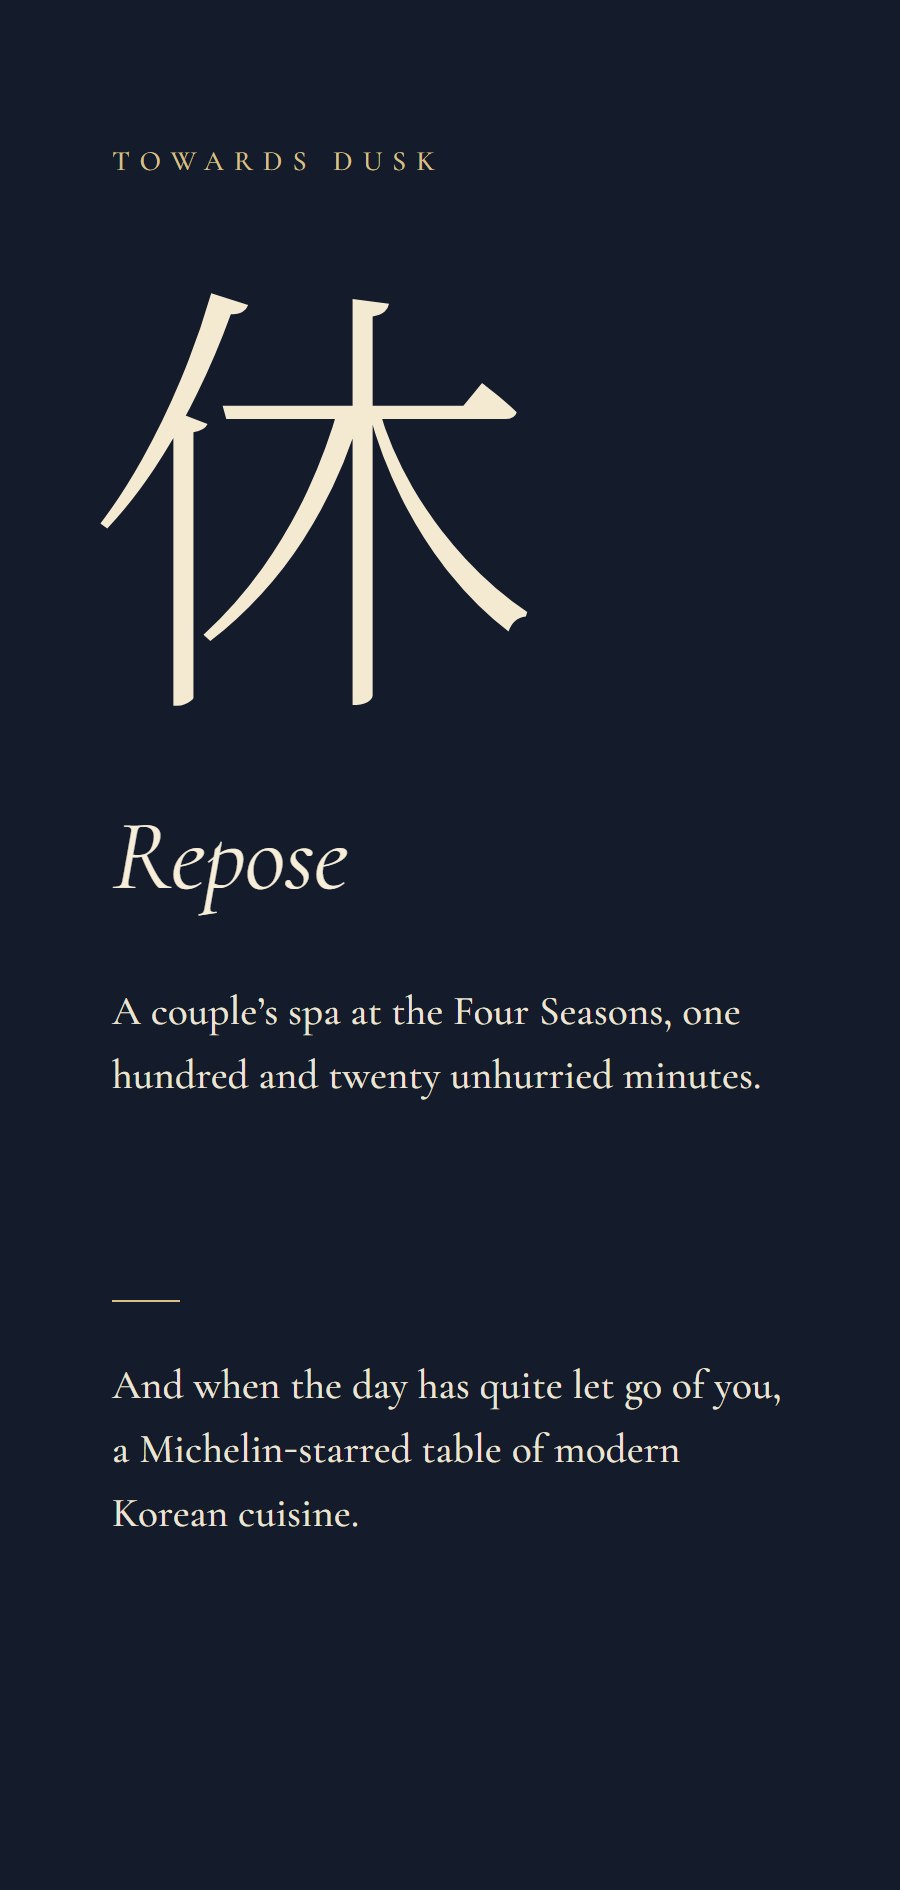 TOWARDS DUSK
休
Repose
A couple’s spa at the Four Seasons, one
hundred and twenty unhurried minutes.
And when the day has quite let go of you,
a Michelin-starred table of modern
Korean cuisine.